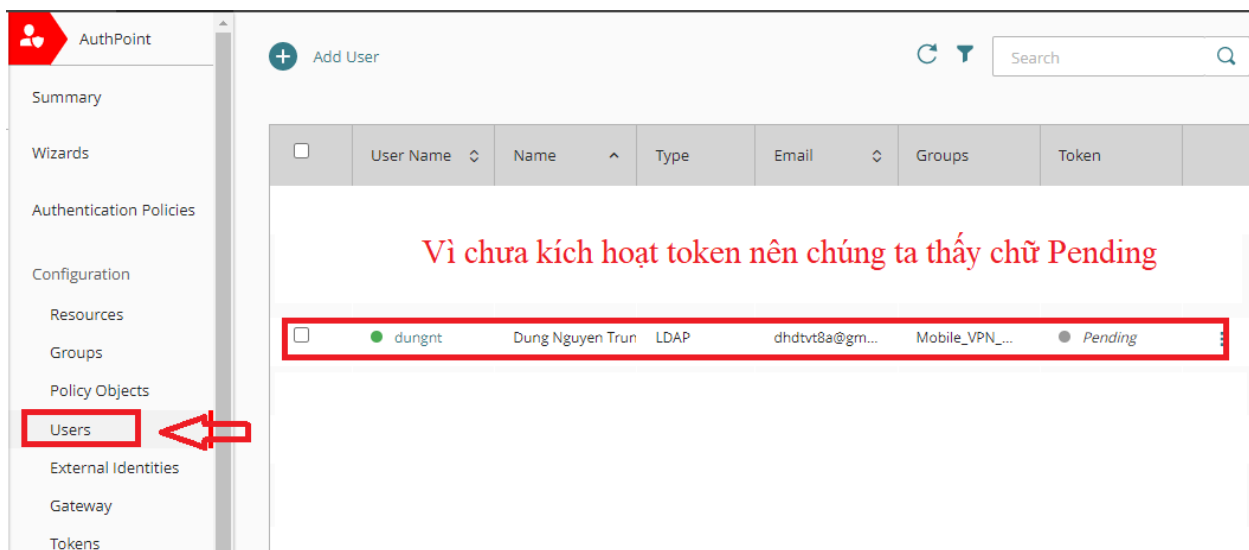 AuthPoint
Add User
Search
Summary
Wizards
Authentication Policies
Configuration
Resources
Groups
Policy Objects
Users
External Identities
Gateway
Tokens
User Name Name Type Email Groups Token
Vì chưa kích hoạt token nên chúng ta thấy chữ Pending
dungnt Dung Nguyen Trun LDAP dhdtvt8a@gm... Mobile_VPN_... Pending